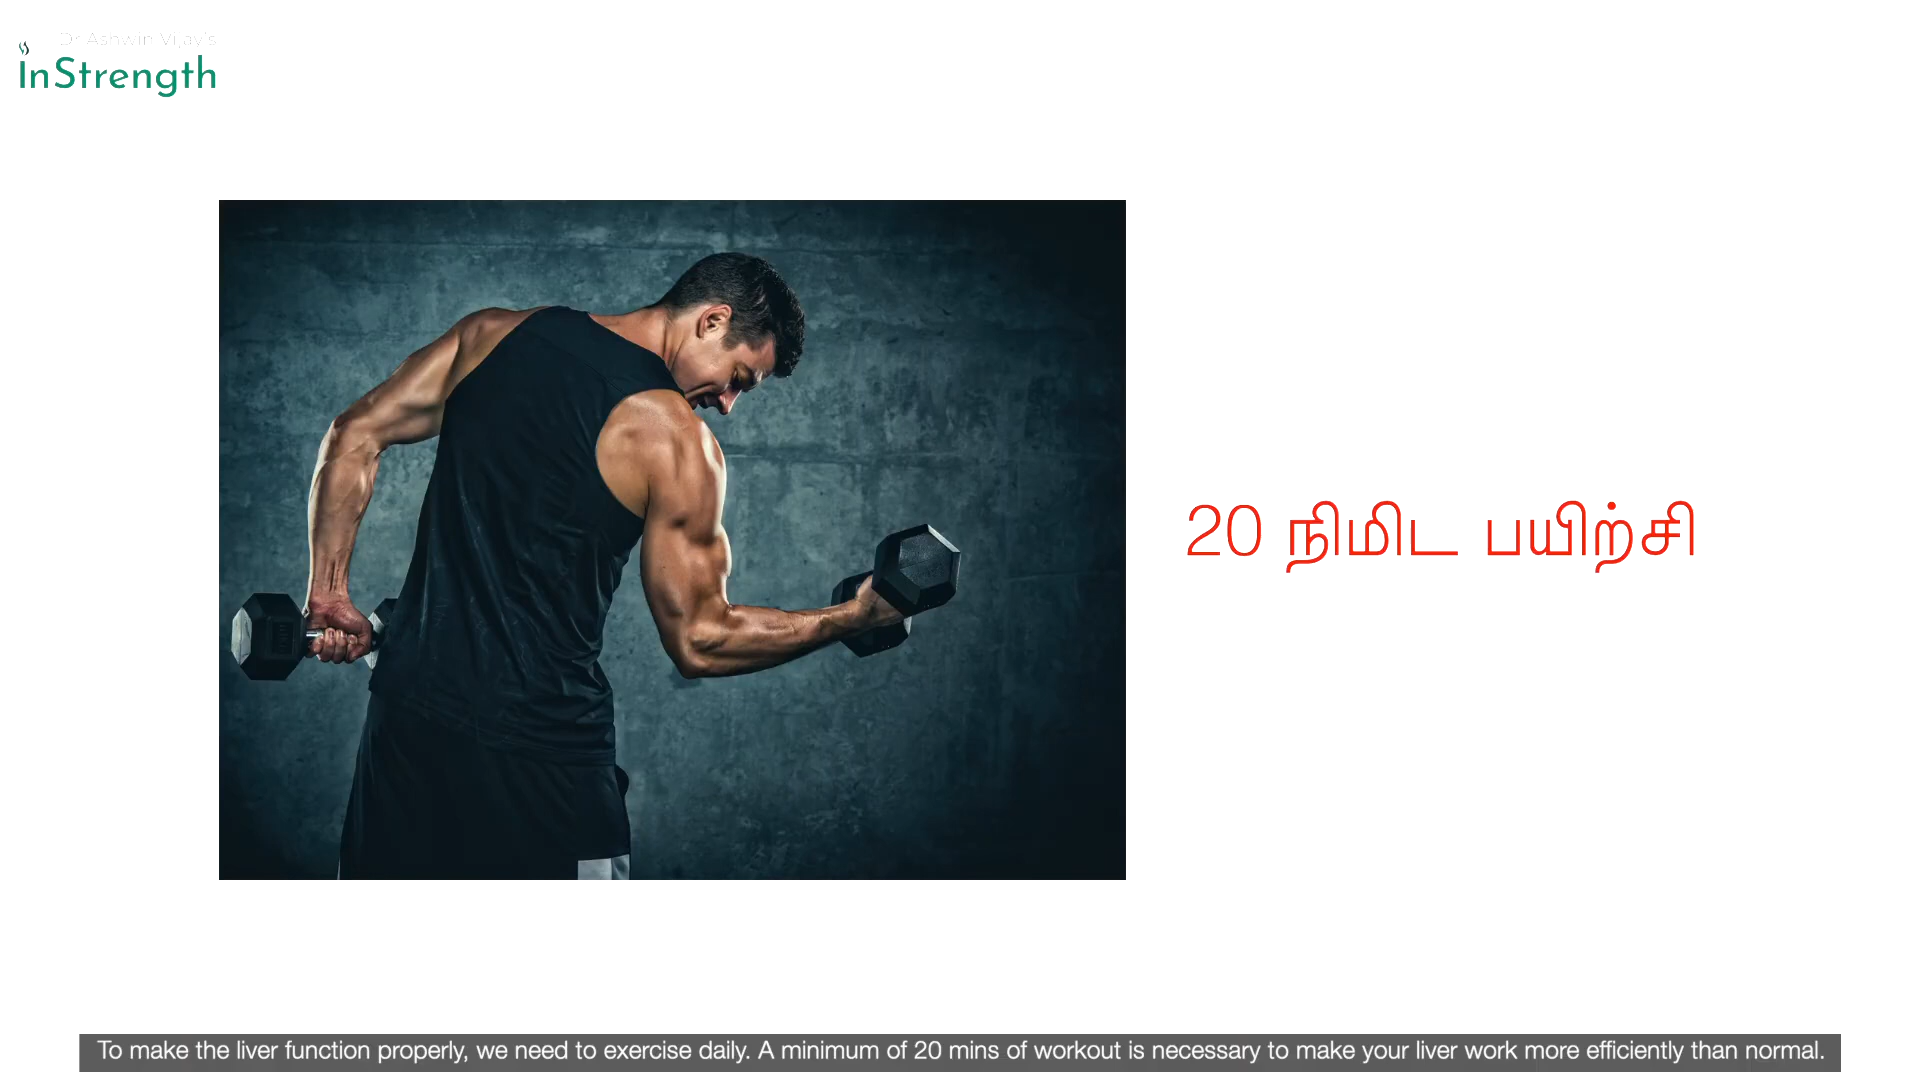 Dr Ashwin Vijay's
InStrength
20 நிமிட பயிற்சி
To make the liver function properly, we need to exercise daily. A minimum of 20 mins of workout is necessary to make your liver work more efficiently than normal.